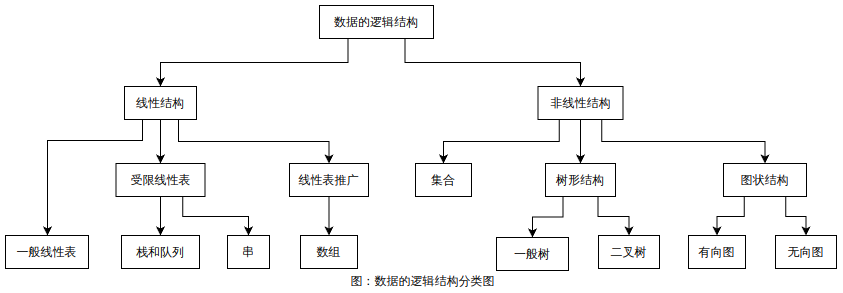 数据的逻辑结构
线性结构
非线性结构
受限线性表
线性表推广
集合
树形结构
图状结构
一般线性表
栈和队列
串
数组
一般树
二叉树
有向图
无向图
图：数据的逻辑结构分类图